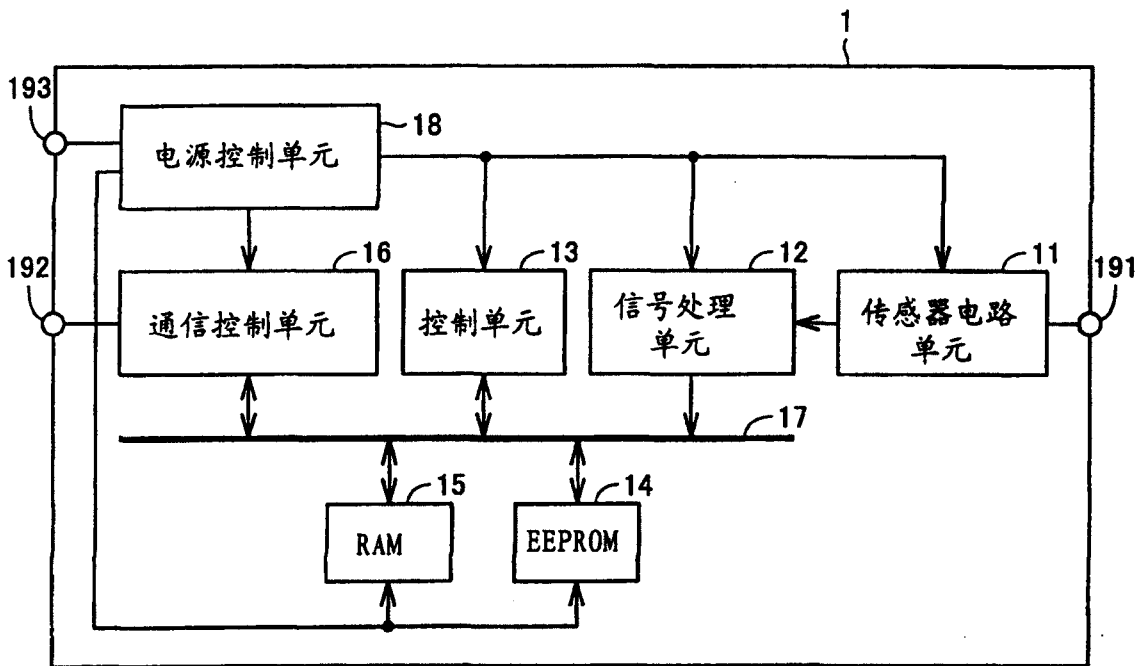 1
193
18
电源控制单元
192
16
13
12
11
191
通信控制单元
控制单元
信号处理
单元
传感器电路
单元
17
15
14
RAM
EEPROM